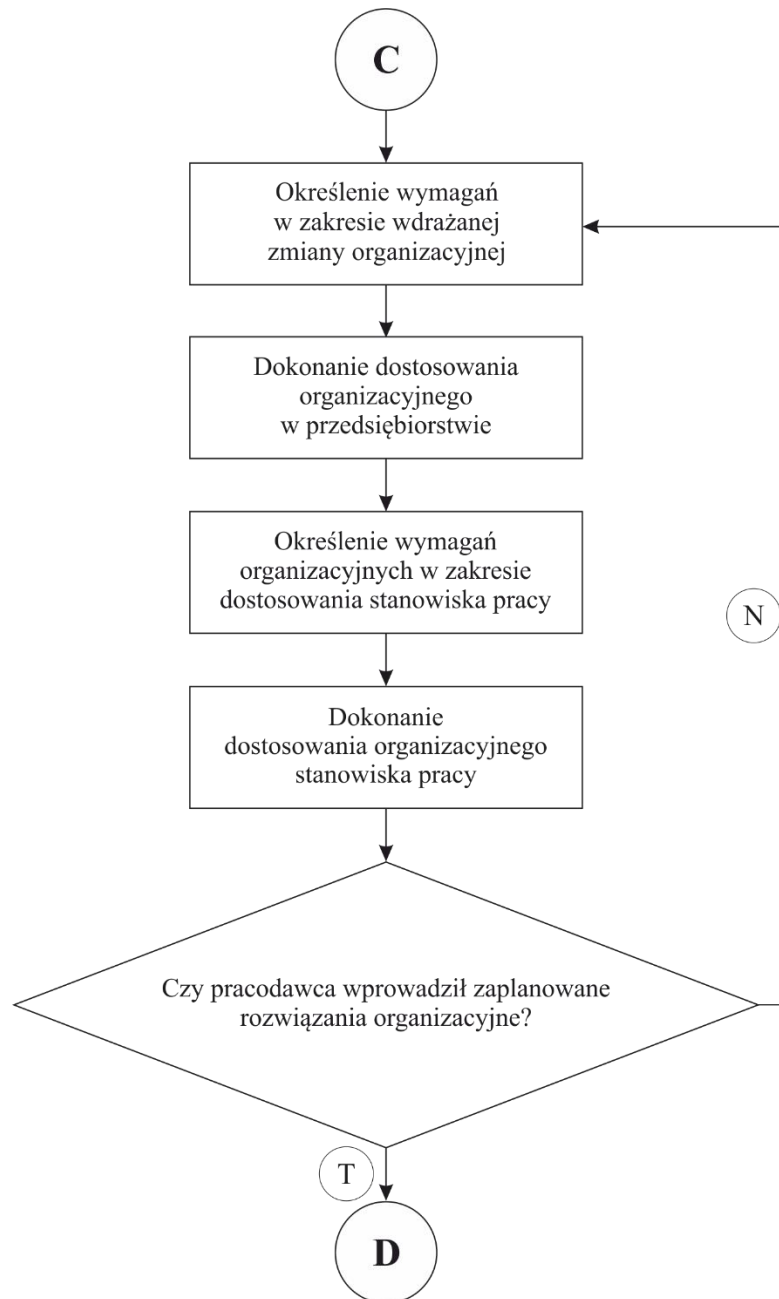 C
Określenie wymagań
w zakresie wdrażanej
zmiany organizacyjnej
Dokonanie dostosowania
organizacyjnego
w przedsiębiorstwie
Określenie wymagań
organizacyjnych w zakresie
dostosowania stanowiska pracy
N
Dokonanie
dostosowania organizacyjnego
stanowiska pracy
Czy pracodawca wprowadził zaplanowane
rozwiązania organizacyjne?
T
D